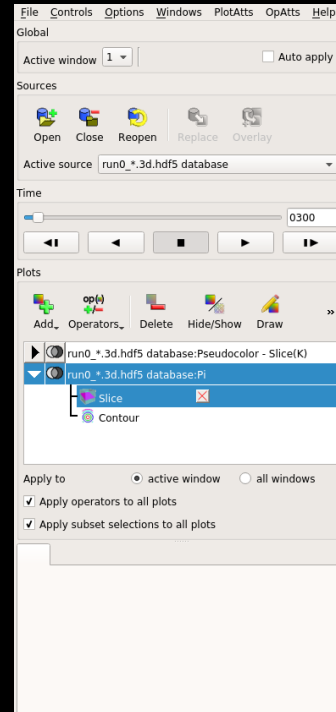 File Controls Options Windows PlotAtts OpAtts Help
Global
Active window 1 Auto apply
Sources
Open Close Reopen Replace Overlay
Active source run0_*.3d.hdf5 database
Time
0300
Plots
op(↓)
Add Operators Delete Hide/Show Draw »
run0_*.3d.hdf5 database:Pseudocolor - Slice(K)
run0_*.3d.hdf5 database:Pi
Slice
Contour
Apply to active window all windows
Apply operators to all plots
Apply subset selections to all plots